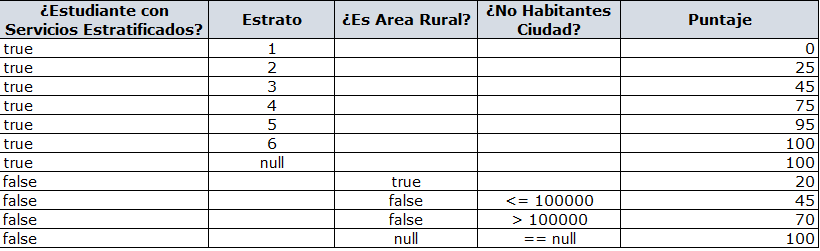 ¿Estudiante con Servicios Estratificados? Estrato ¿Es Area Rural? ¿No Habitantes Ciudad? Puntaje
true 1 0
true 2 25
true 3 45
true 4 75
true 5 95
true 6 100
true null 100
false true 20
false false <= 100000 45
false false > 100000 70
false null == null 100